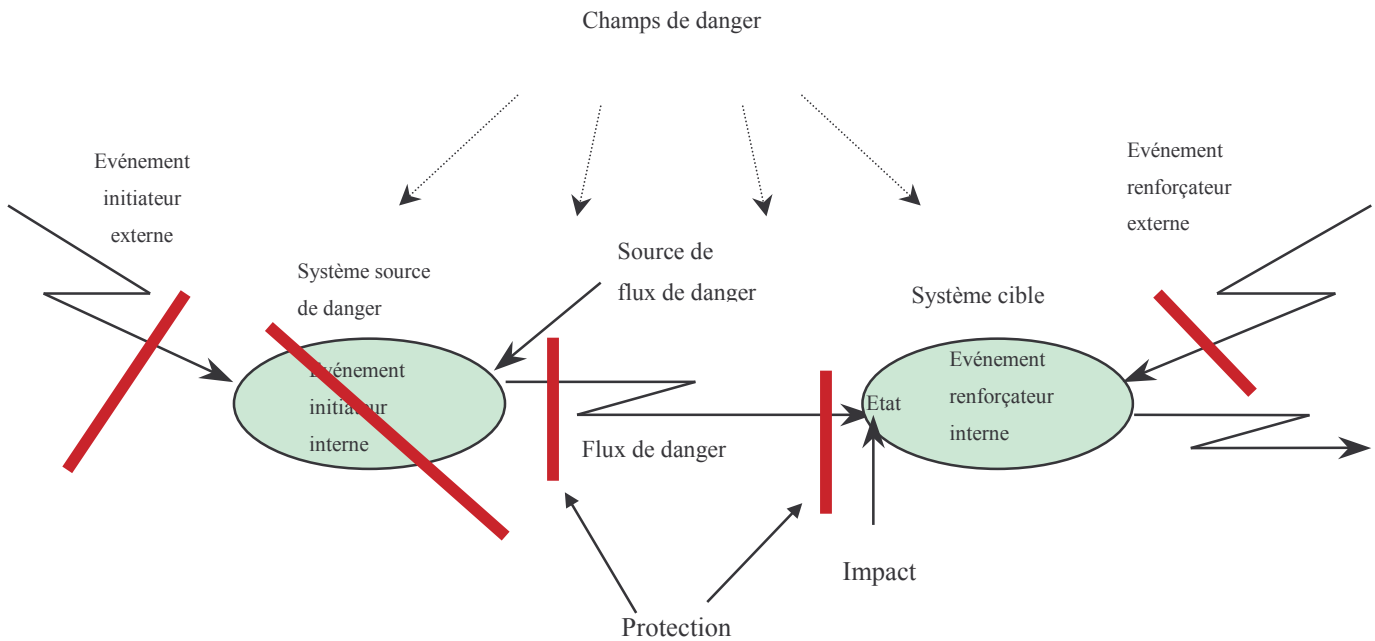 Champs de danger
Evénement
initiateur
externe
Evénement
renforçateur
externe
Système source
de danger
Source de
flux de danger
Système cible
Evénement
initiateur
interne
Evénement
renforçateur
interne
Etat
Flux de danger
Impact
Protection